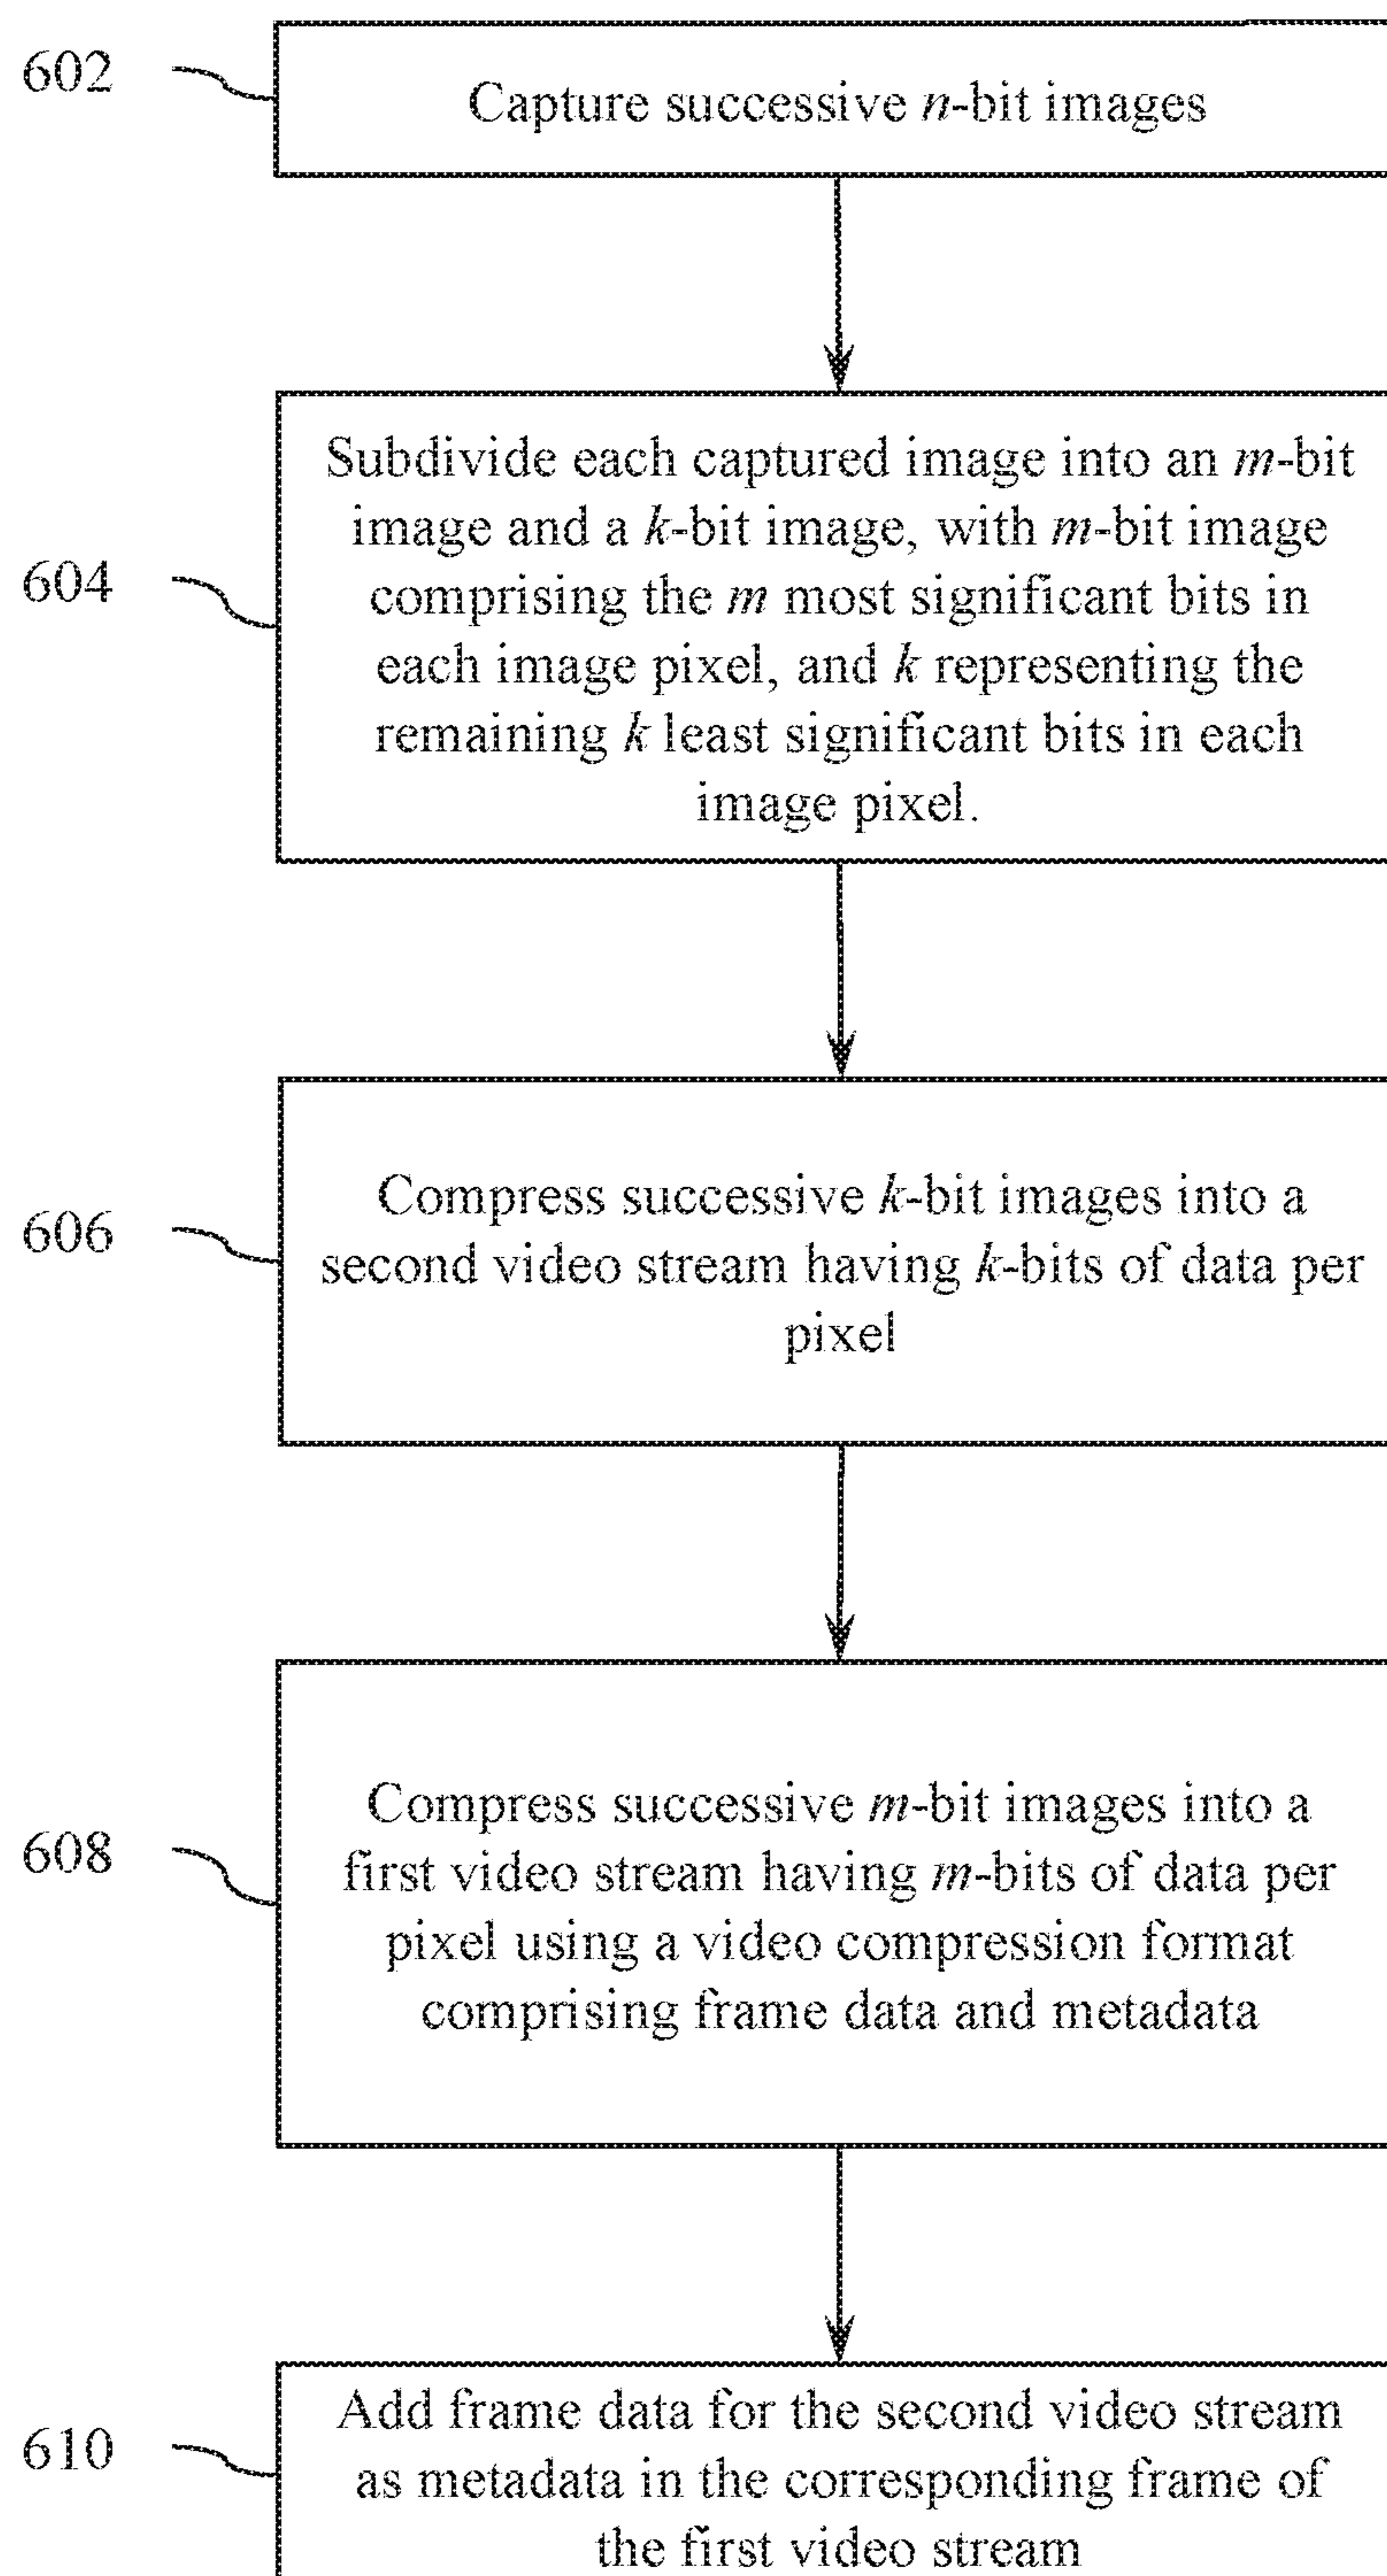 602
Capture successive n-bit images
604
Subdivide each captured image into an m-bit
image and a k-bit image, with m-bit image
comprising the m most significant bits in
each image pixel, and k representing the
remaining k least significant bits in each
image pixel.
606
Compress successive k-bit images into a
second video stream having k-bits of data per
pixel
608
Compress successive m-bit images into a
first video stream having m-bits of data per
pixel using a video compression format
comprising frame data and metadata
610
Add frame data for the second video stream
as metadata in the corresponding frame of
the first video stream